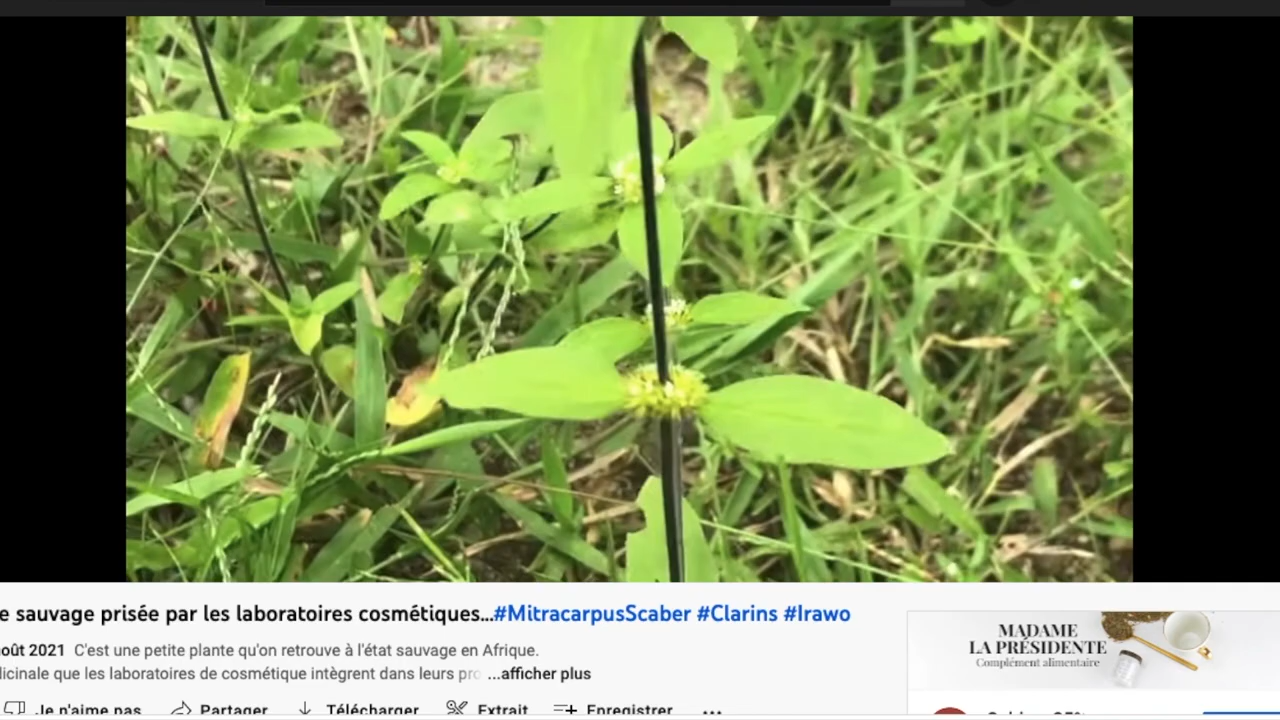 e sauvage prisée par les laboratoires cosmétiques...#MitracarpusScaber #Clarins #Irawo
oût 2021 C'est une petite plante qu'on retrouve à l'état sauvage en Afrique.
licinale que les laboratoires de cosmétique intègrent dans leurs pro ...afficher plus
Je n'aime pas Partager Télécharger Extrait Enregistrer ...
MADAME
LA PRÉSIDENTE
Complément alimentaire